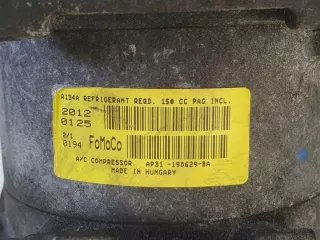 R134A REFRIGERANT REQD. 150 CC PAG INCL.
2012
0125
2/1
0194 FoMoCo
A/C COMPRESSOR AP31 -19D629-BA
MADE IN HUNGARY